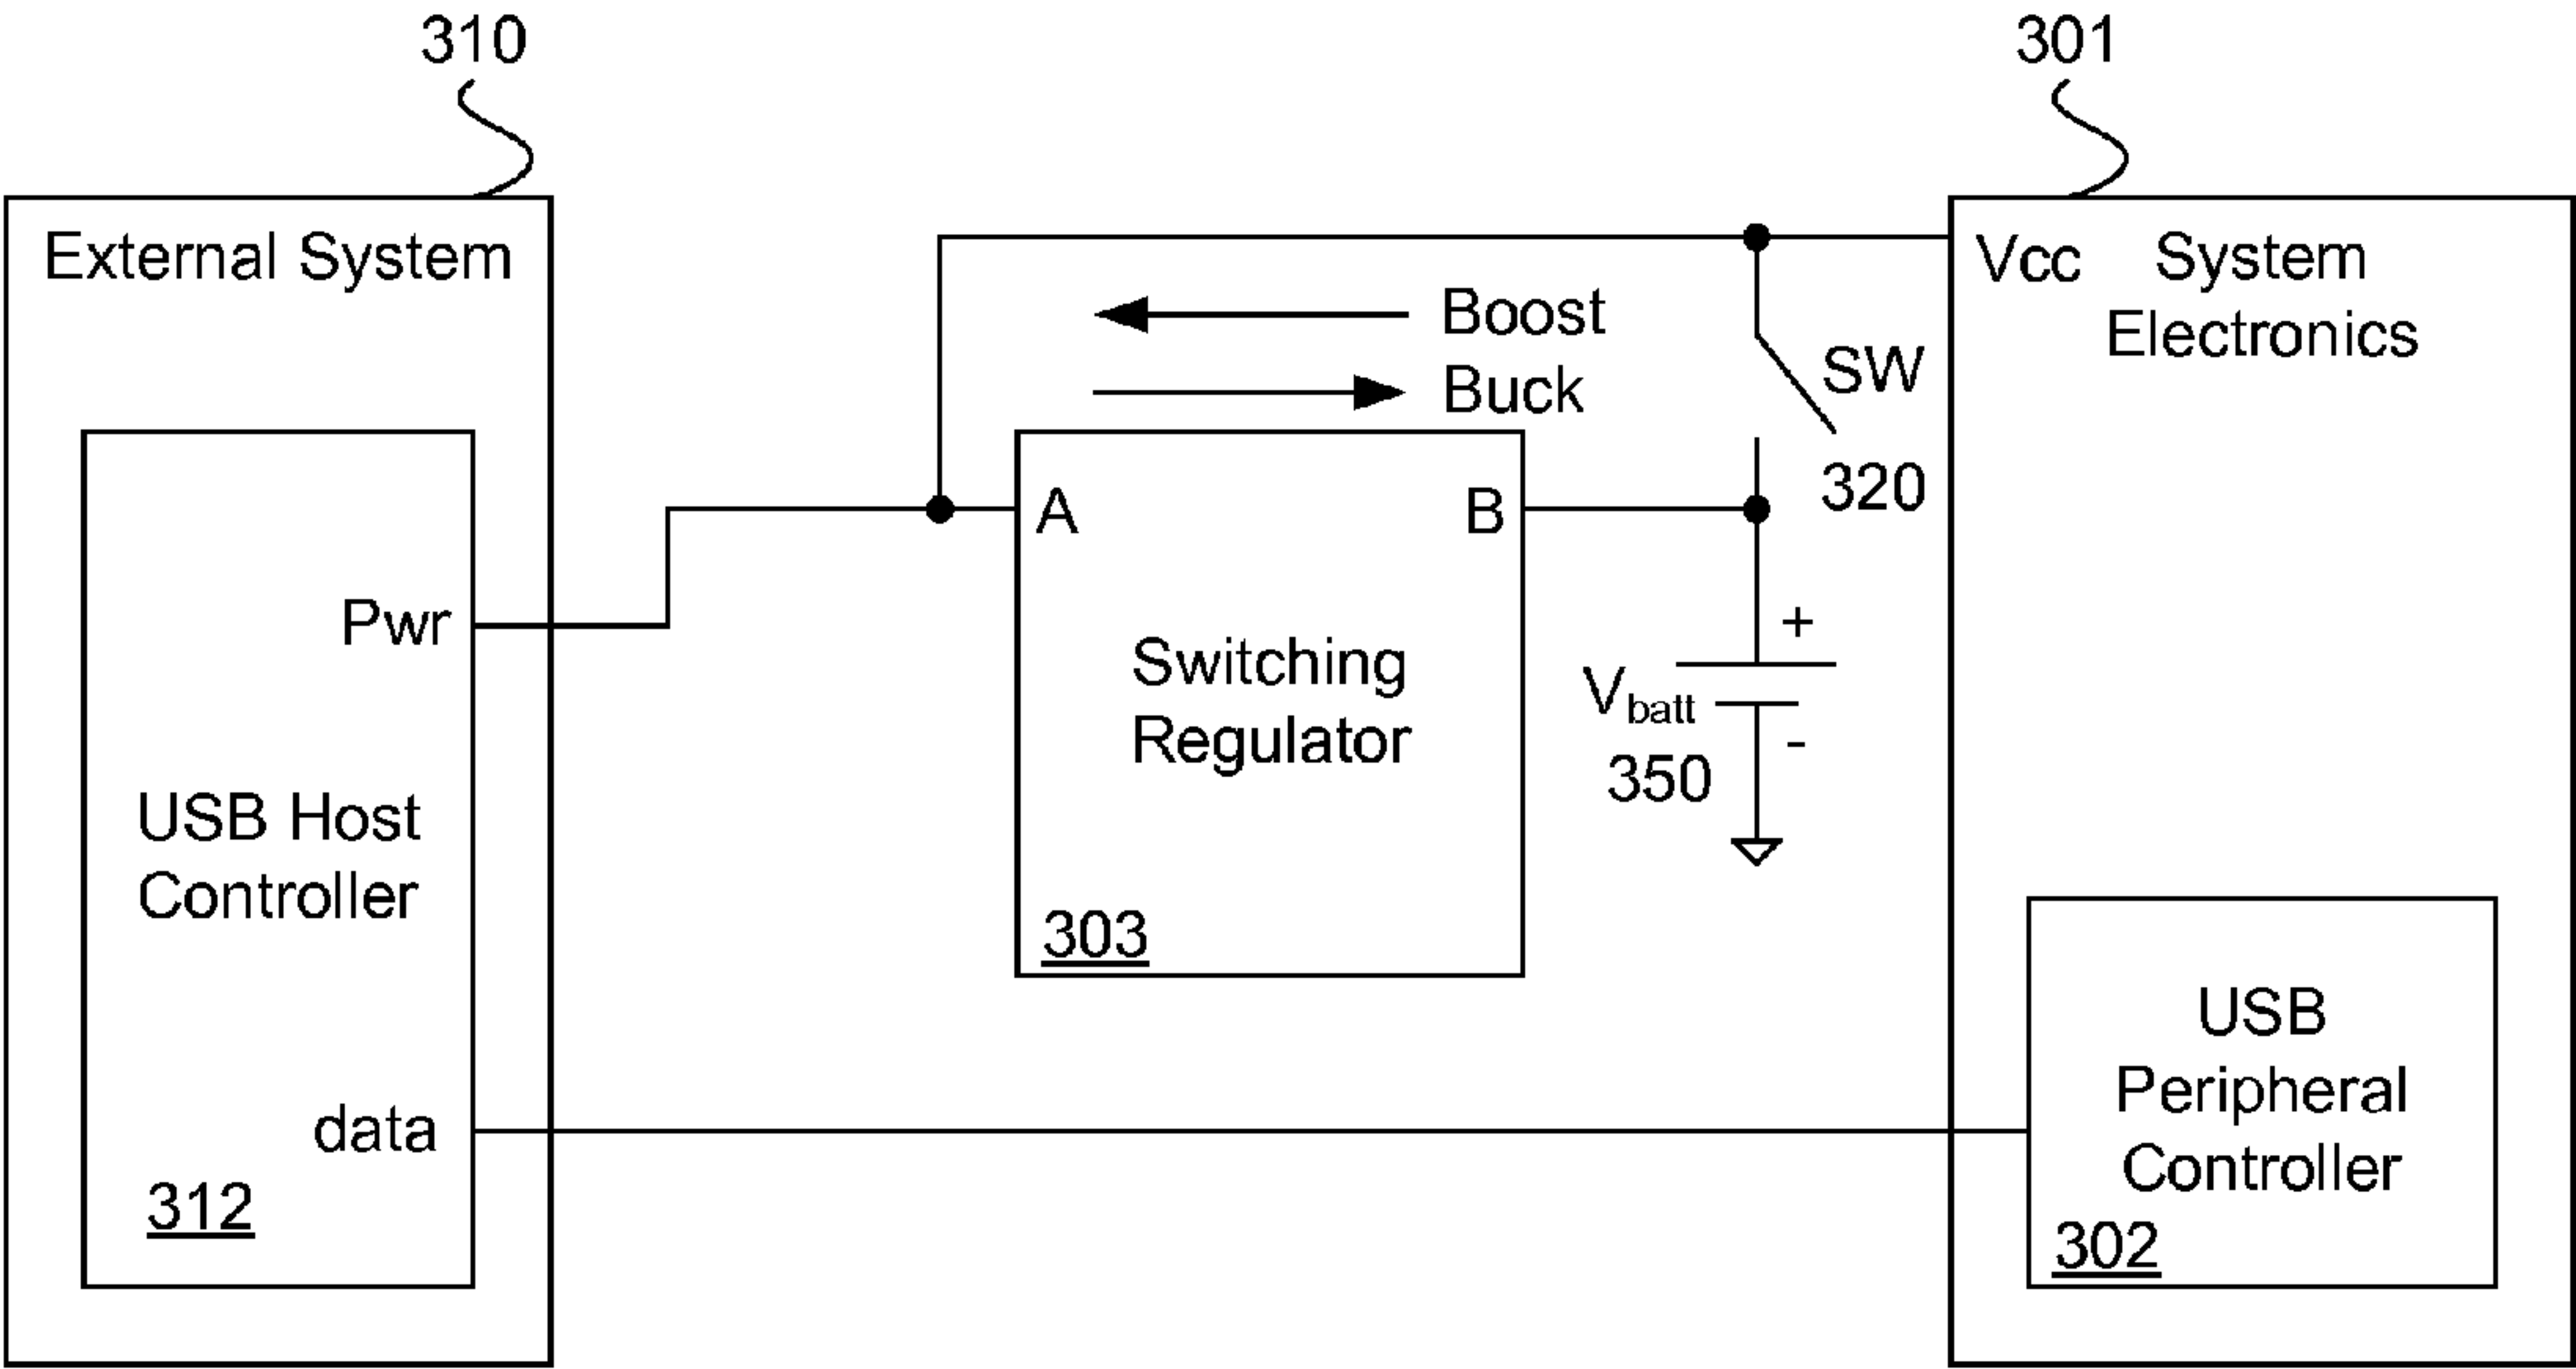 310
301
External System
Vcc
System
Electronics
Boost
Buck
SW
320
A
B
Pwr
Switching
Regulator
+
Vbatt
-
350
USB Host
Controller
303
data
312
USB
Peripheral
Controller
302